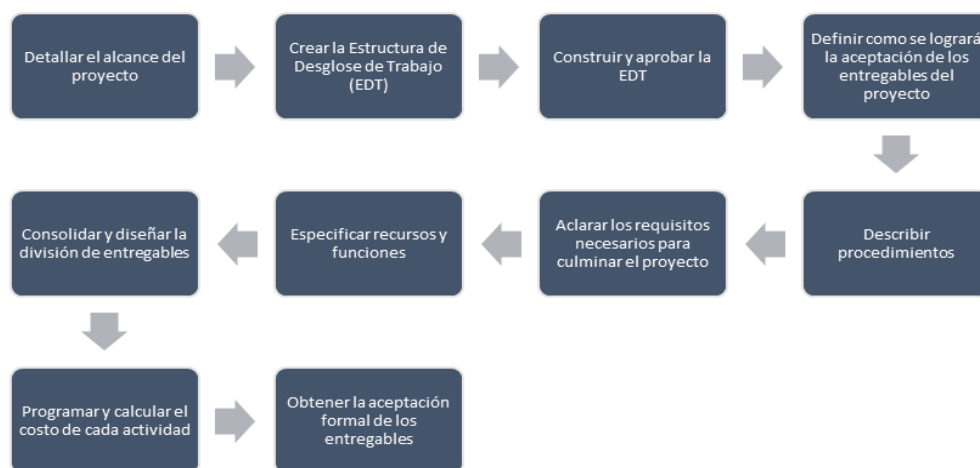 Detallar el alcance del
proyecto
Crear la Estructura de
Desglose de Trabajo
(EDT)
Construir y aprobar la
EDT
Definir como se logrará
la aceptación de los
entregables del
proyecto
Describir
procedimientos
Aclarar los requisitos
necesarios para
culminar el proyecto
Especificar recursos y
funciones
Consolidar y diseñar la
división de entregables
Programar y calcular el
costo de cada actividad
Obtener la aceptación
formal de los
entregables